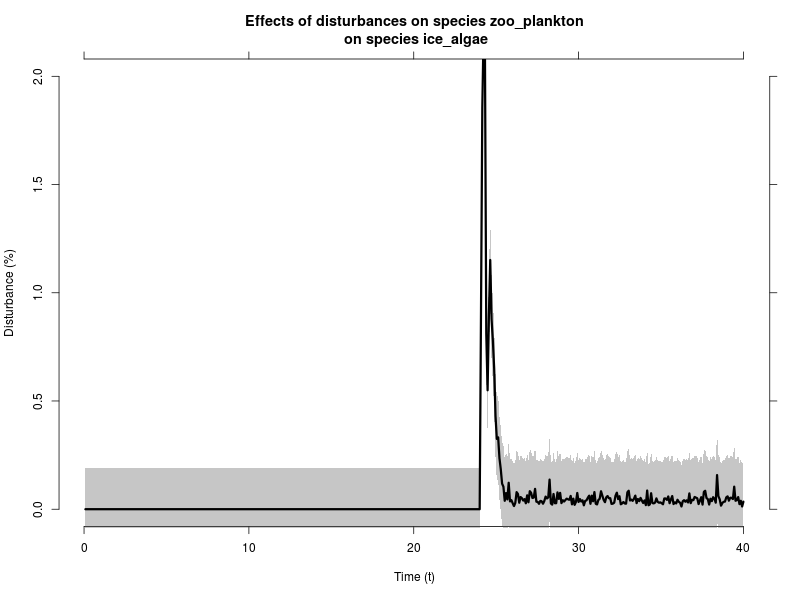 Effects of disturbances on species zoo_plankton
on species ice_algae
2.0
1.5
1.0
0.5
0.0
Disturbance (%)
0 10 20 30 40
Time (t)